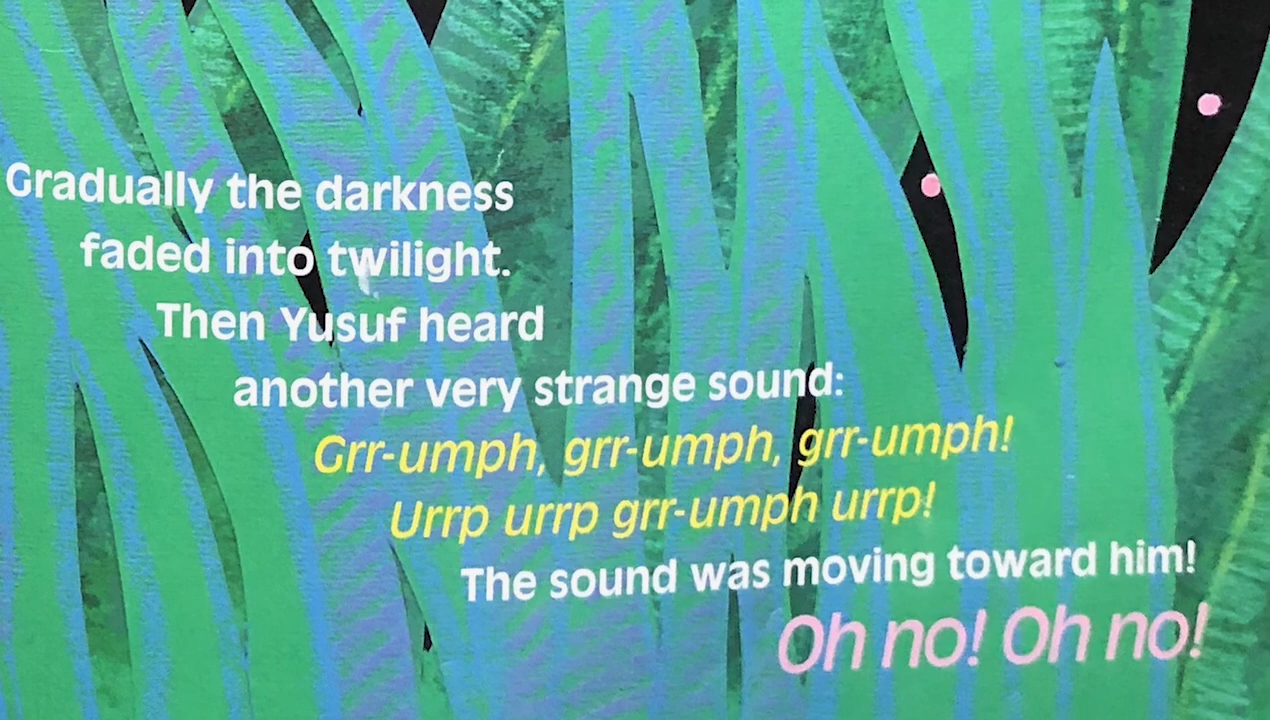 Gradually the darkness
faded into twilight.
Then Yusuf heard
another very strange sound:
Grr-umph, grr-umph, grr-umph!
Urrp urrp grr-umph urrp!
The sound was moving toward him!
Oh no! Oh no!